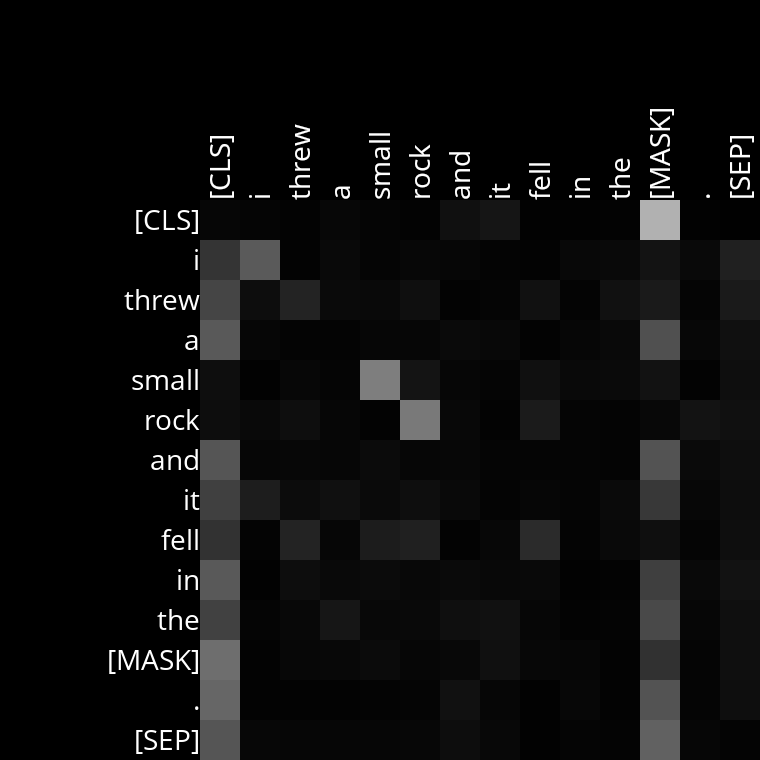 [CLS] i threw a small rock and it fell in the [MASK] . [SEP]
[CLS]
i
threw
a
small
rock
and
it
fell
in
the
[MASK]
.
[SEP]